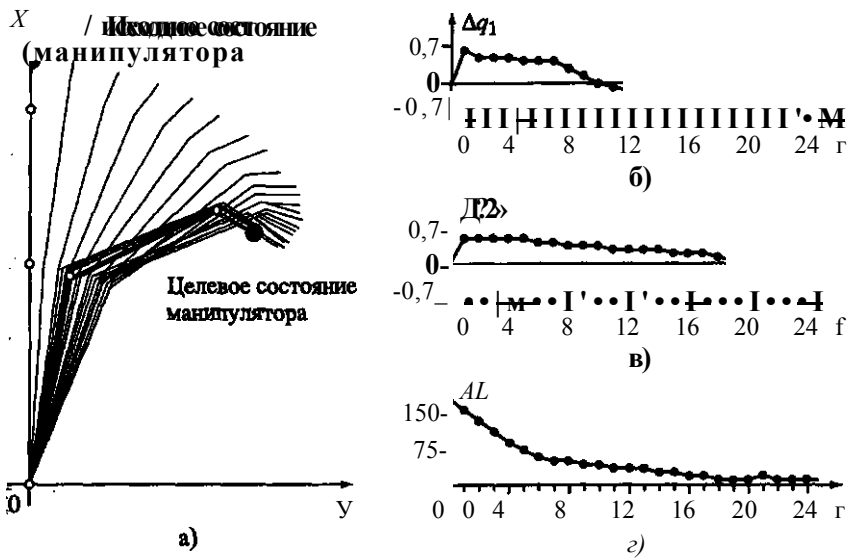 X
Исходное состояние
(манипулятора
Целевое состояние
манипулятора
0
У
а)
Δq1
0,7
0
-0,7
0 4 8 12 16 20 24 г
б)
0,7-
0-
-0,7
0 4 8 12 16 20 24 f
в)
AL
150-
75-
0 0 4 8 12 16 20 24 г
г)